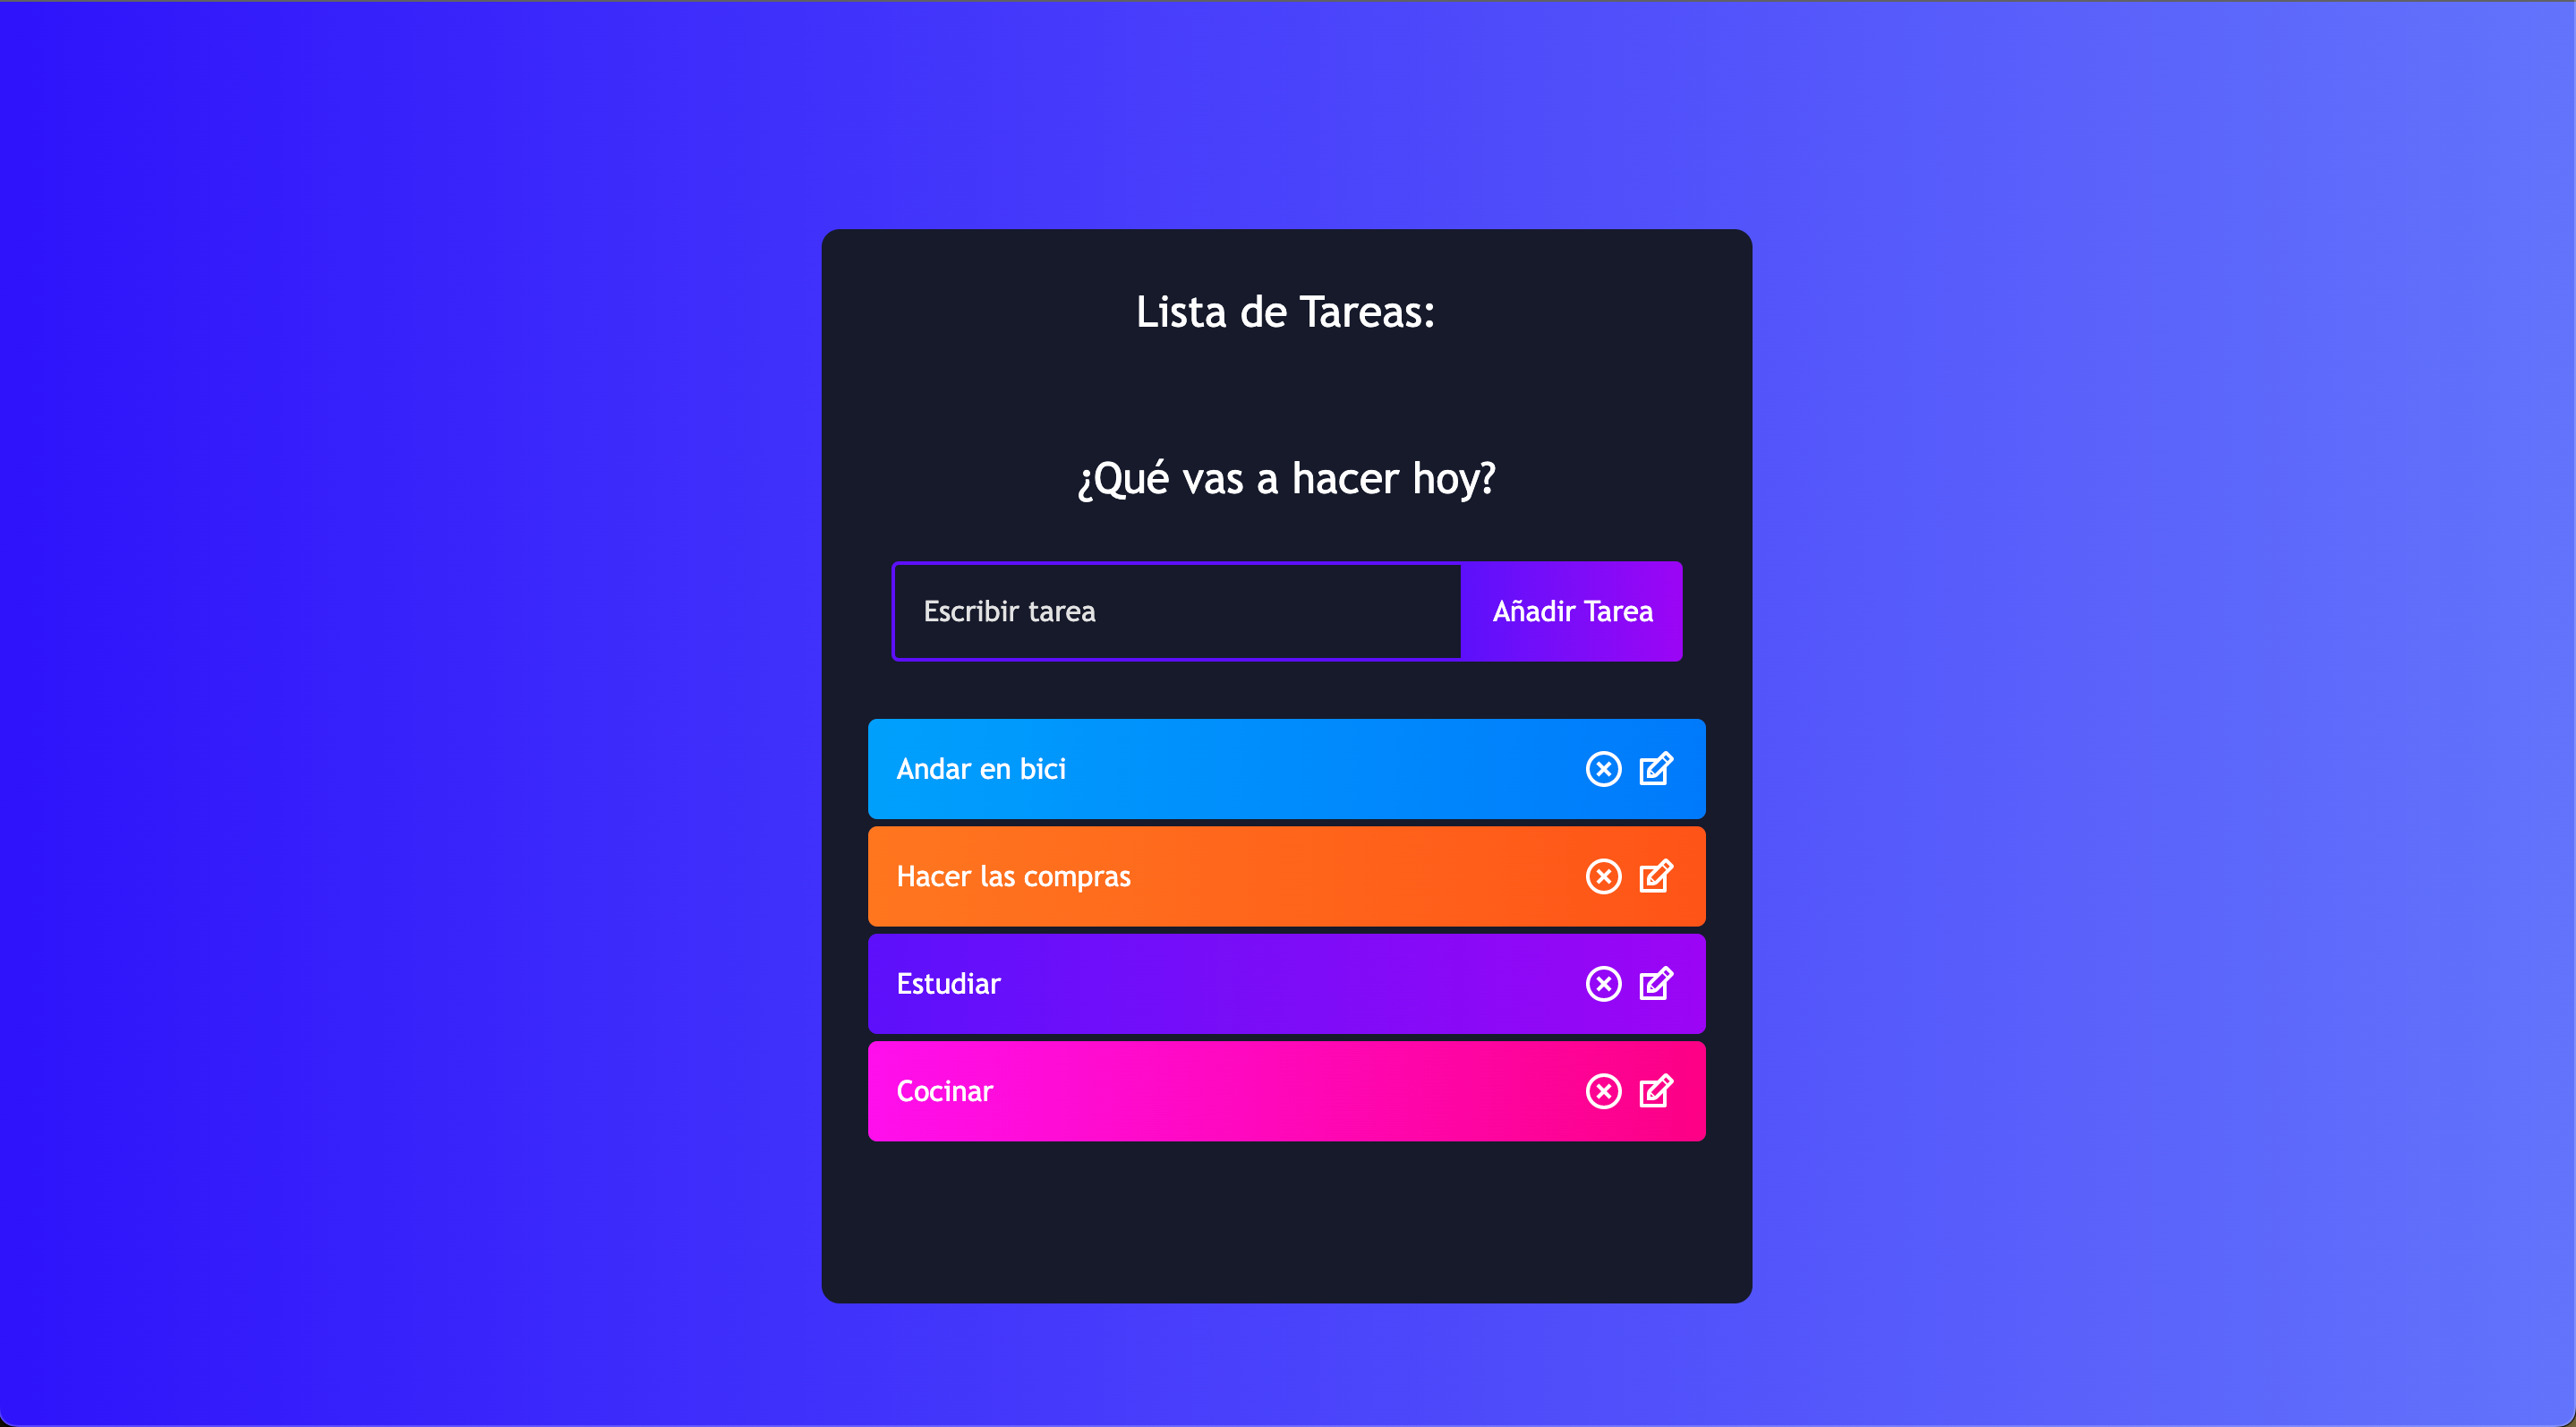 Lista de Tareas:
¿Qué vas a hacer hoy?
Escribir tarea
Añadir Tarea
Andar en bici
Hacer las compras
Estudiar
Cocinar